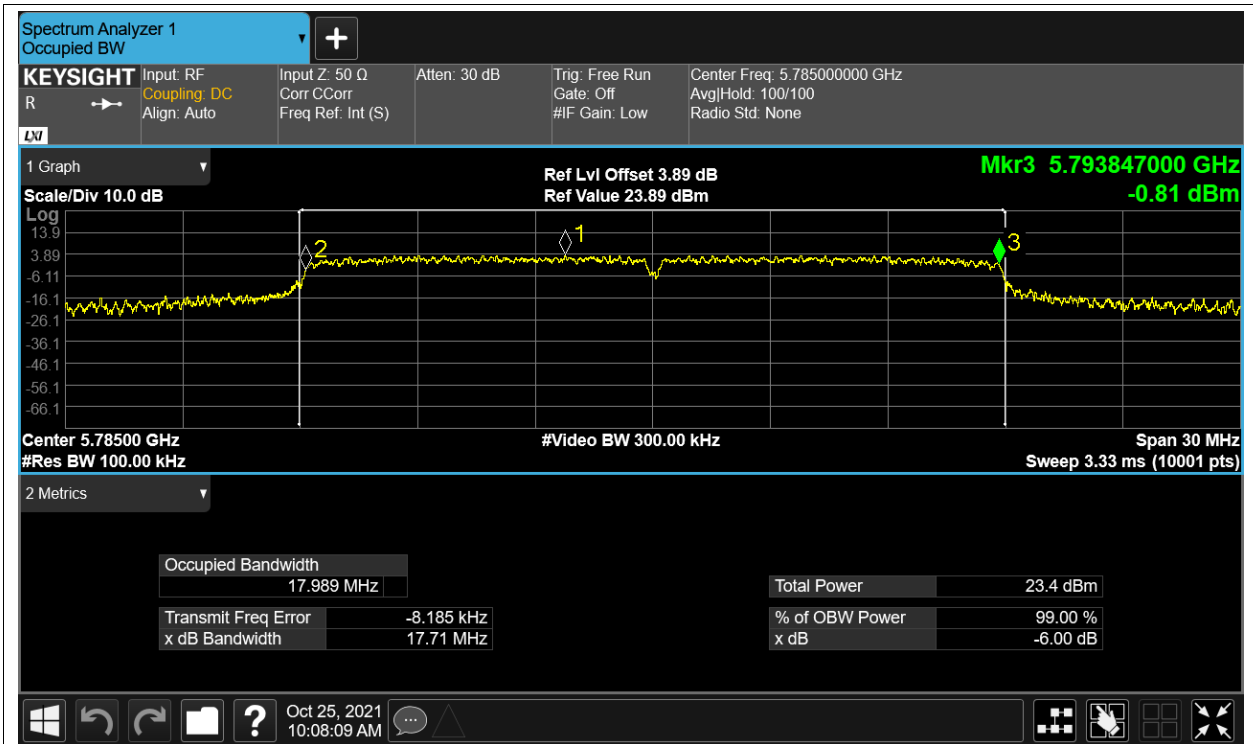 Spectrum Analyzer 1
Occupied BW
KEYSIGHT
R
LXI
Input: RF
Coupling: DC
Align: Auto
Input Z: 50 Ω
Corr CCorr
Freq Ref: Int (S)
Atten: 30 dB
Trig: Free Run
Gate: Off
#IF Gain: Low
Center Freq: 5.785000000 GHz
Avg|Hold: 100/100
Radio Std: None
1 Graph
Scale/Div 10.0 dB
Ref Lvl Offset 3.89 dB
Ref Value 23.89 dBm
Mkr3 5.793847000 GHz
-0.81 dBm
Log
13.9
3.89
-6.11
-16.1
-26.1
-36.1
-46.1
-56.1
-66.1
2
1
3
Center 5.78500 GHz
#Res BW 100.00 kHz
#Video BW 300.00 kHz
Span 30 MHz
Sweep 3.33 ms (10001 pts)
2 Metrics
Occupied Bandwidth
17.989 MHz
Transmit Freq Error -8.185 kHz
x dB Bandwidth 17.71 MHz
Total Power 23.4 dBm
% of OBW Power 99.00 %
x dB -6.00 dB
?
Oct 25, 2021
10:08:09 AM